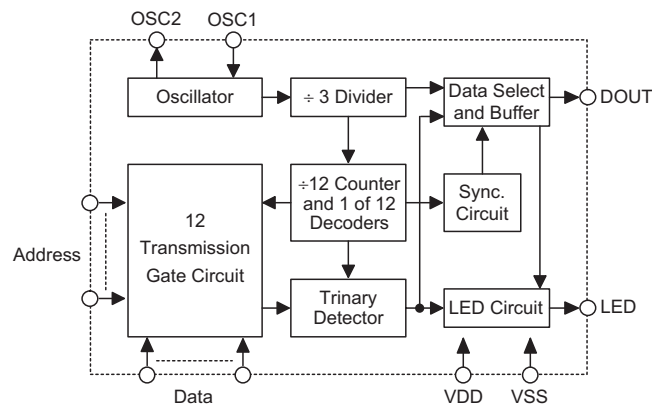 OSC2
OSC1
Oscillator
÷ 3 Divider
Data Select
and Buffer
DOUT
12
Transmission
Gate Circuit
÷12 Counter
and 1 of 12
Decoders
Sync.
Circuit
Address
Trinary
Detector
LED Circuit
LED
Data
VDD
VSS